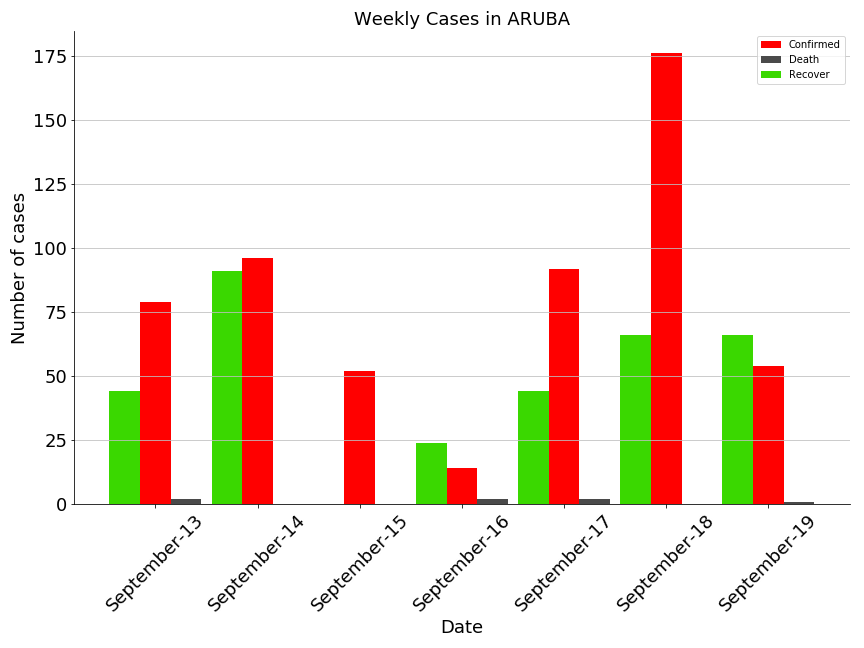 Weekly Cases in ARUBA
Confirmed
Death
Recover
Number of cases
175
150
125
100
75
50
25
0
September-13
September-14
September-15
September-16
September-17
September-18
September-19
Date